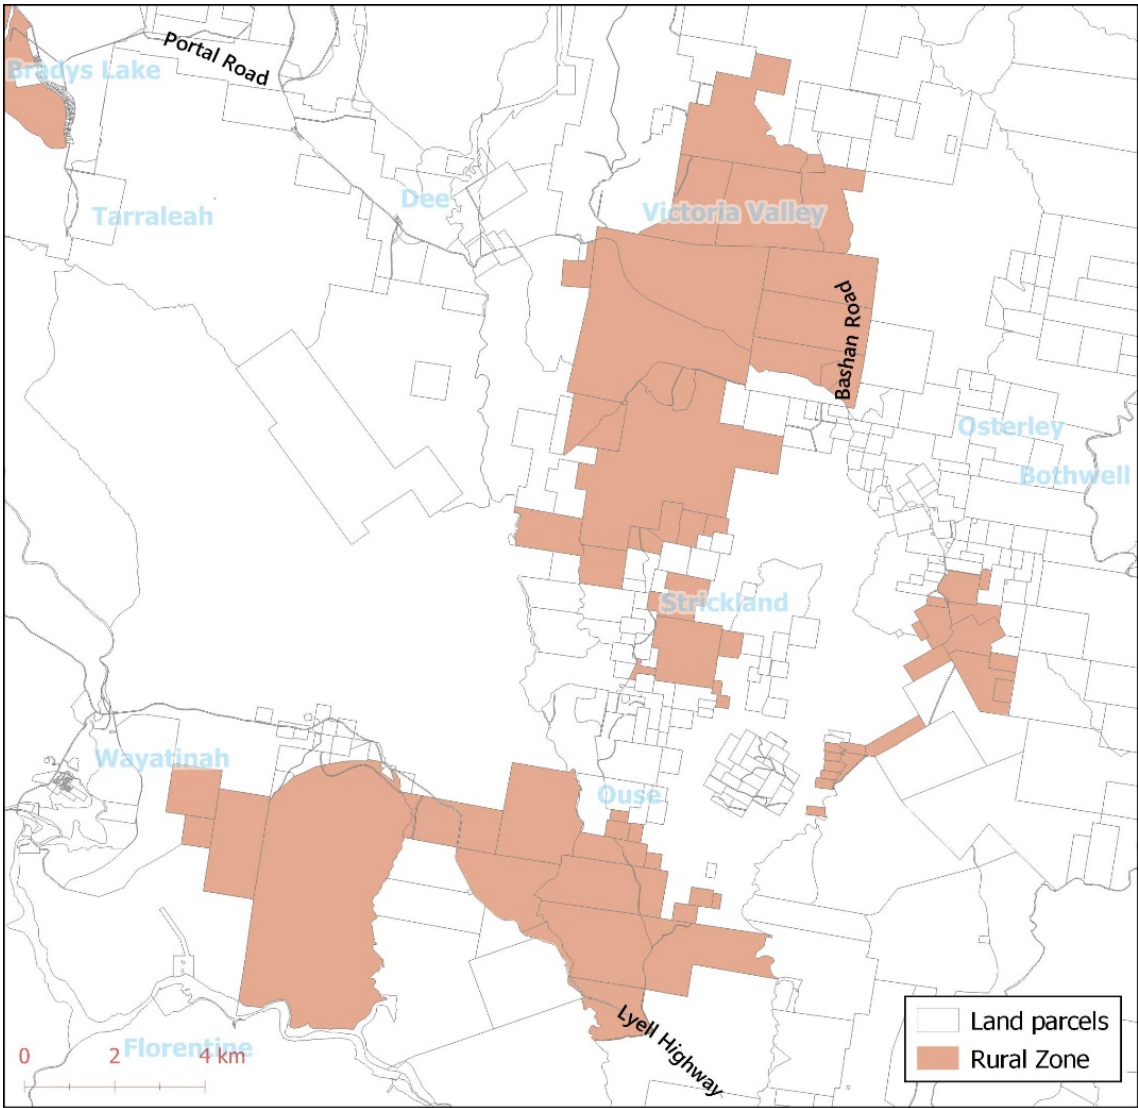 Portal Road
Bradys Lake
Dee
Tarraleah
Victoria Valley
Bashan Road
Osterley
Bothwell
Strickland
Wayatinah
Ouse
Lyell Highway
Florentine
0 2 4 km
Land parcels
Rural Zone